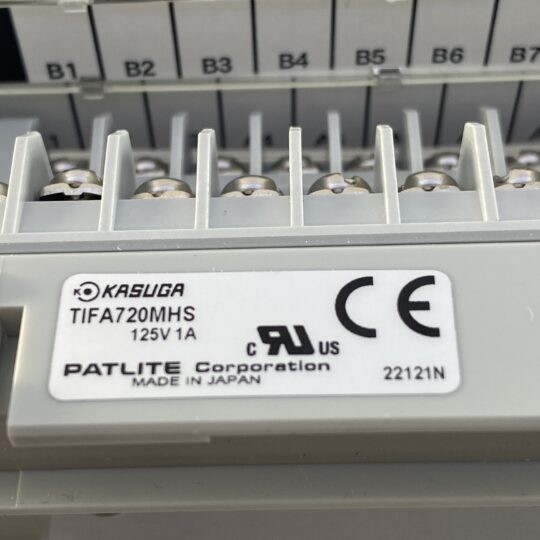 B1 B2 B3 B4 B5 B6 B7
KASUGA
TIFA720MHS
125V 1A
C RU US
CE
PATLITE Corporation
MADE IN JAPAN
22121N